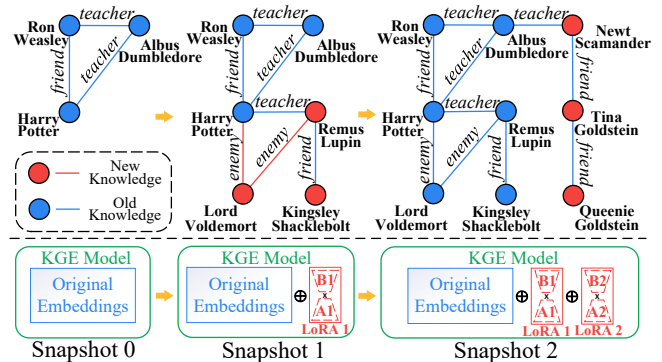 teacher
Ron
Weasley
Albus
Dumbledore
friend
teacher
Harry
Potter
New
Knowledge
Old
Knowledge
teacher
Ron
Weasley
Albus
Dumbledore
friend
teacher
Harry
Potter
teacher
Remus
Lupin
enemy
enemy
friend
Lord
Voldemort
Kingsley
Shacklebolt
teacher
teacher
Ron
Weasley
Albus
Dumbledore
Newt
Scamander
friend
teacher
friend
Harry
Potter
teacher
Remus
Lupin
Tina
Goldstein
enemy
enemy
friend
friend
Lord
Voldemort
Kingsley
Shacklebolt
Queenie
Goldstein
KGE Model
Original
Embeddings
Snapshot 0
KGE Model
Original
Embeddings
⊕
B1
x
A1
LoRA 1
Snapshot 1
KGE Model
Original
Embeddings
⊕
B1
x
A1
LoRA 1
⊕
B2
x
A2
LoRA 2
Snapshot 2